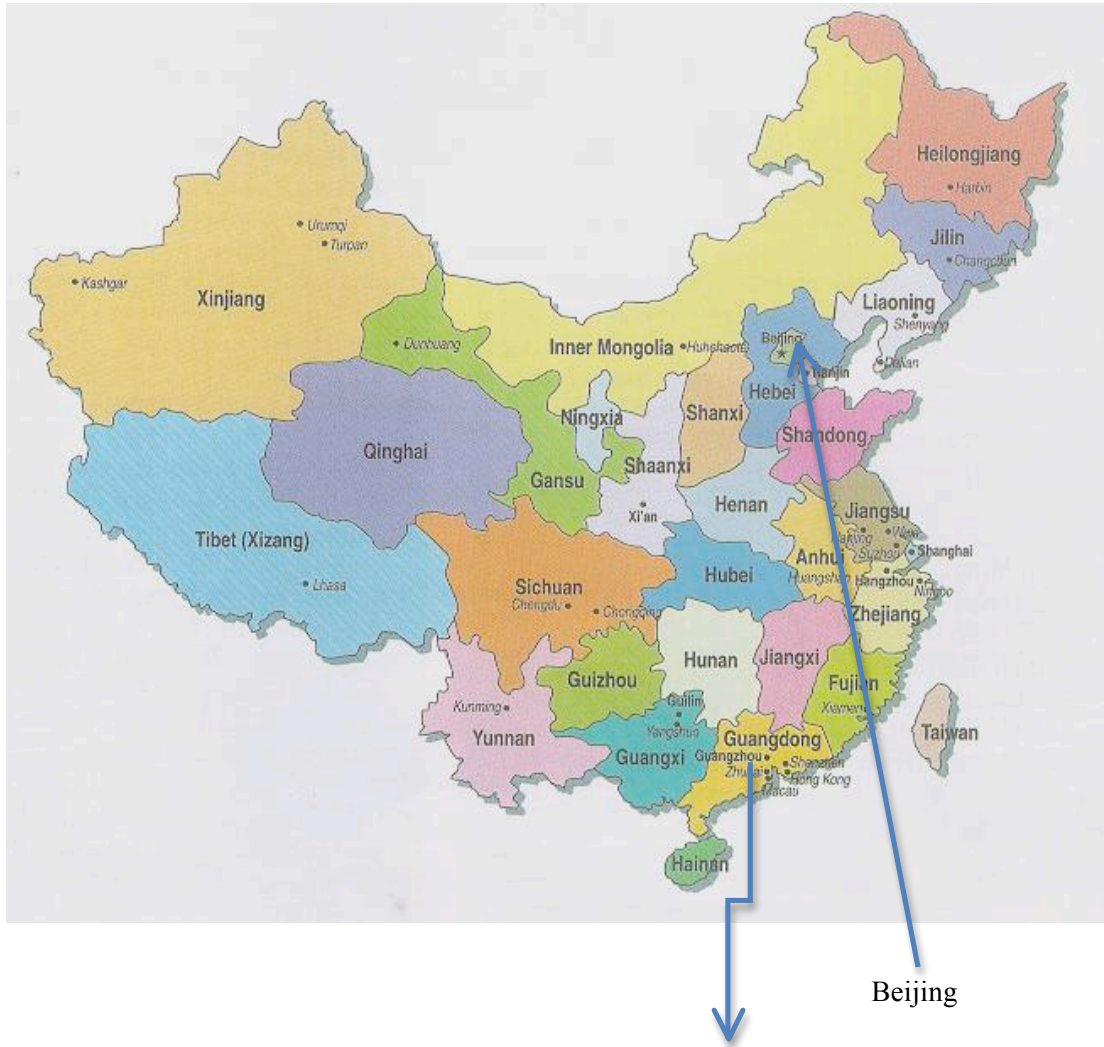 Heilongjiang
Harbin
Jilin
Changchun
Urumqi
Turpan
Kashgar
Xinjiang
Liaoning
Shenyang
Dalian
Beijing
Tianjin
Hebei
Dunhuang
Inner Mongolia
Huhehaote
Ningxia
Shanxi
Shandong
Qinghai
Gansu
Shaanxi
Xi'an
Henan
Jiangsu
Nanjing
Wuxi
Suzhou
Shanghai
Anhui
Huangshan
Hangzhou
Ningbo
Zhejiang
Tibet (Xizang)
Lhasa
Sichuan
Chengdu
Chongqing
Hubei
Hunan
Jiangxi
Fujian
Xiamen
Guizhou
Guilin
Yangshuo
Kunming
Yunnan
Guangxi
Guangdong
Guangzhou
Shenzhen
Zhuhai
Hong Kong
Macau
Taiwan
Hainan
Beijing